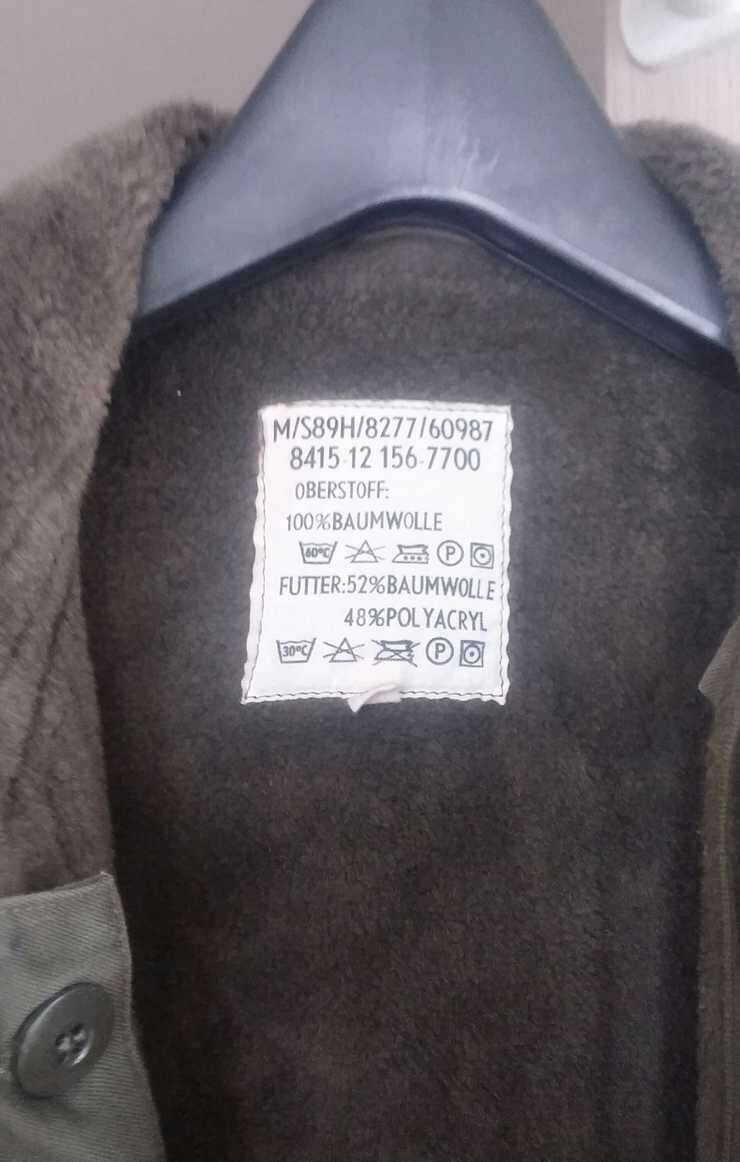 M/S89H/8277/60987
8415-12 156-7700
OBERSTOFF:
100%BAUMWOLLE
60°C P
FUTTER:52%BAUMWOLLE
48%POLYACRYL
30°C P